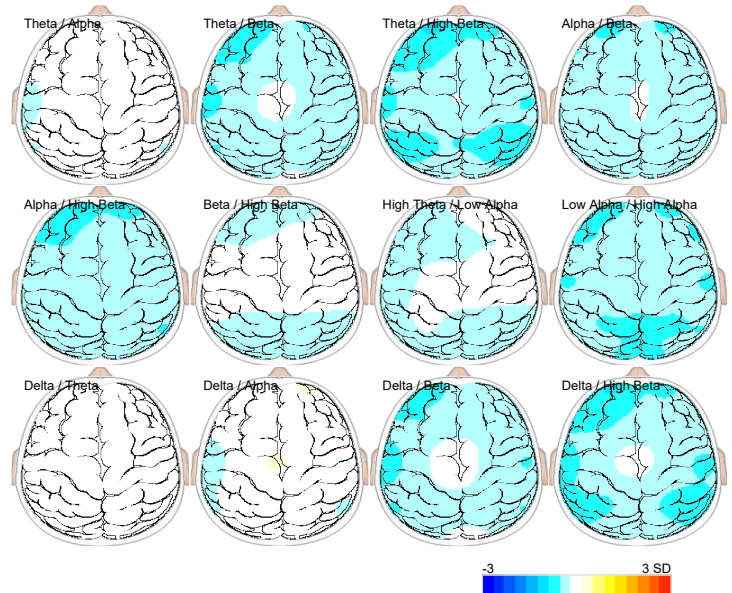 Theta / Alpha
Theta / Beta
Theta / High Beta
Alpha / Beta
Alpha / High Beta
Beta / High Beta
High Theta / Low Alpha
Low Alpha / High Alpha
Delta / Theta
Delta / Alpha
Delta / Beta
Delta / High Beta
-3
3 SD